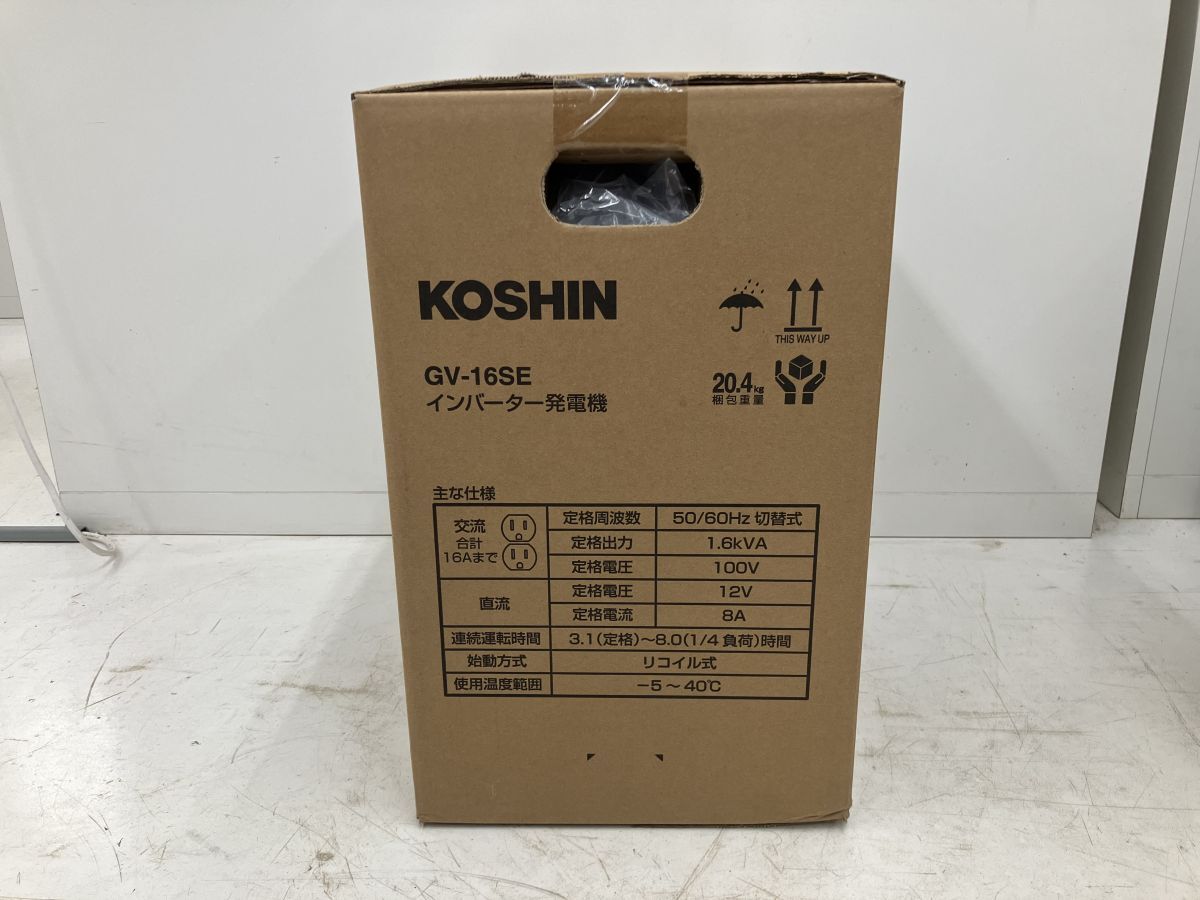 KOSHIN
THIS WAY UP
GV-16SE
インバーター発電機
20.4kg
梱包重量
主な仕様
交流
合計
16Aまで
定格周波数 50/60Hz 切替式
定格出力 1.6kVA
定格電圧 100V
直流
定格電圧 12V
定格電流 8A
連続運転時間 3.1(定格)〜8.0(1/4負荷)時間
始動方式 リコイル式
使用温度範囲 −5〜40℃